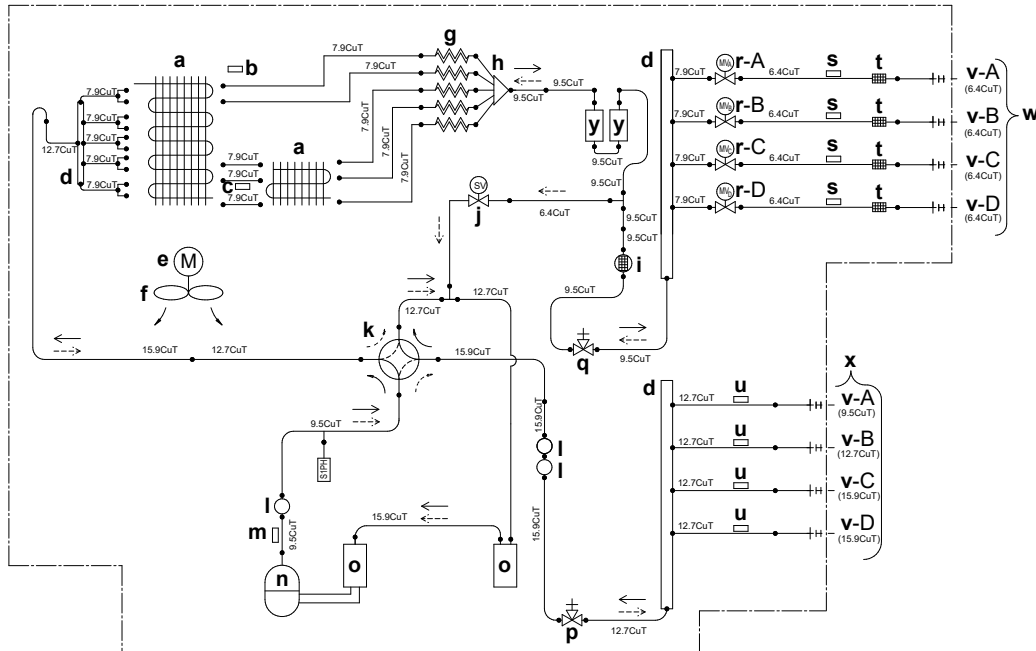 a
b
g
h
d
7.9CuT
7.9CuT
7.9CuT
7.9CuT
7.9CuT
7.9CuT
7.9CuT
7.9CuT
12.7CuT
d
7.9CuT
7.9CuT
c
7.9CuT
a
7.9CuT
7.9CuT
9.5CuT
9.5CuT
y
y
9.5CuT
9.5CuT
7.9CuT
r-A
6.4CuT
s
t
v-A
(6.4CuT)
7.9CuT
r-B
6.4CuT
s
t
v-B
(6.4CuT)
w
7.9CuT
r-C
6.4CuT
s
t
v-C
(6.4CuT)
7.9CuT
r-D
6.4CuT
s
t
v-D
(6.4CuT)
SV
j
6.4CuT
9.5CuT
9.5CuT
i
9.5CuT
q
9.5CuT
e
M
f
k
12.7CuT
12.7CuT
15.9CuT
12.7CuT
15.9CuT
15.9CuT
l
l
15.9CuT
9.5CuT
S1PH
l
m
9.5CuT
n
15.9CuT
o
o
p
12.7CuT
d
x
12.7CuT
u
v-A
(9.5CuT)
12.7CuT
u
v-B
(12.7CuT)
12.7CuT
u
v-C
(15.9CuT)
12.7CuT
u
v-D
(15.9CuT)